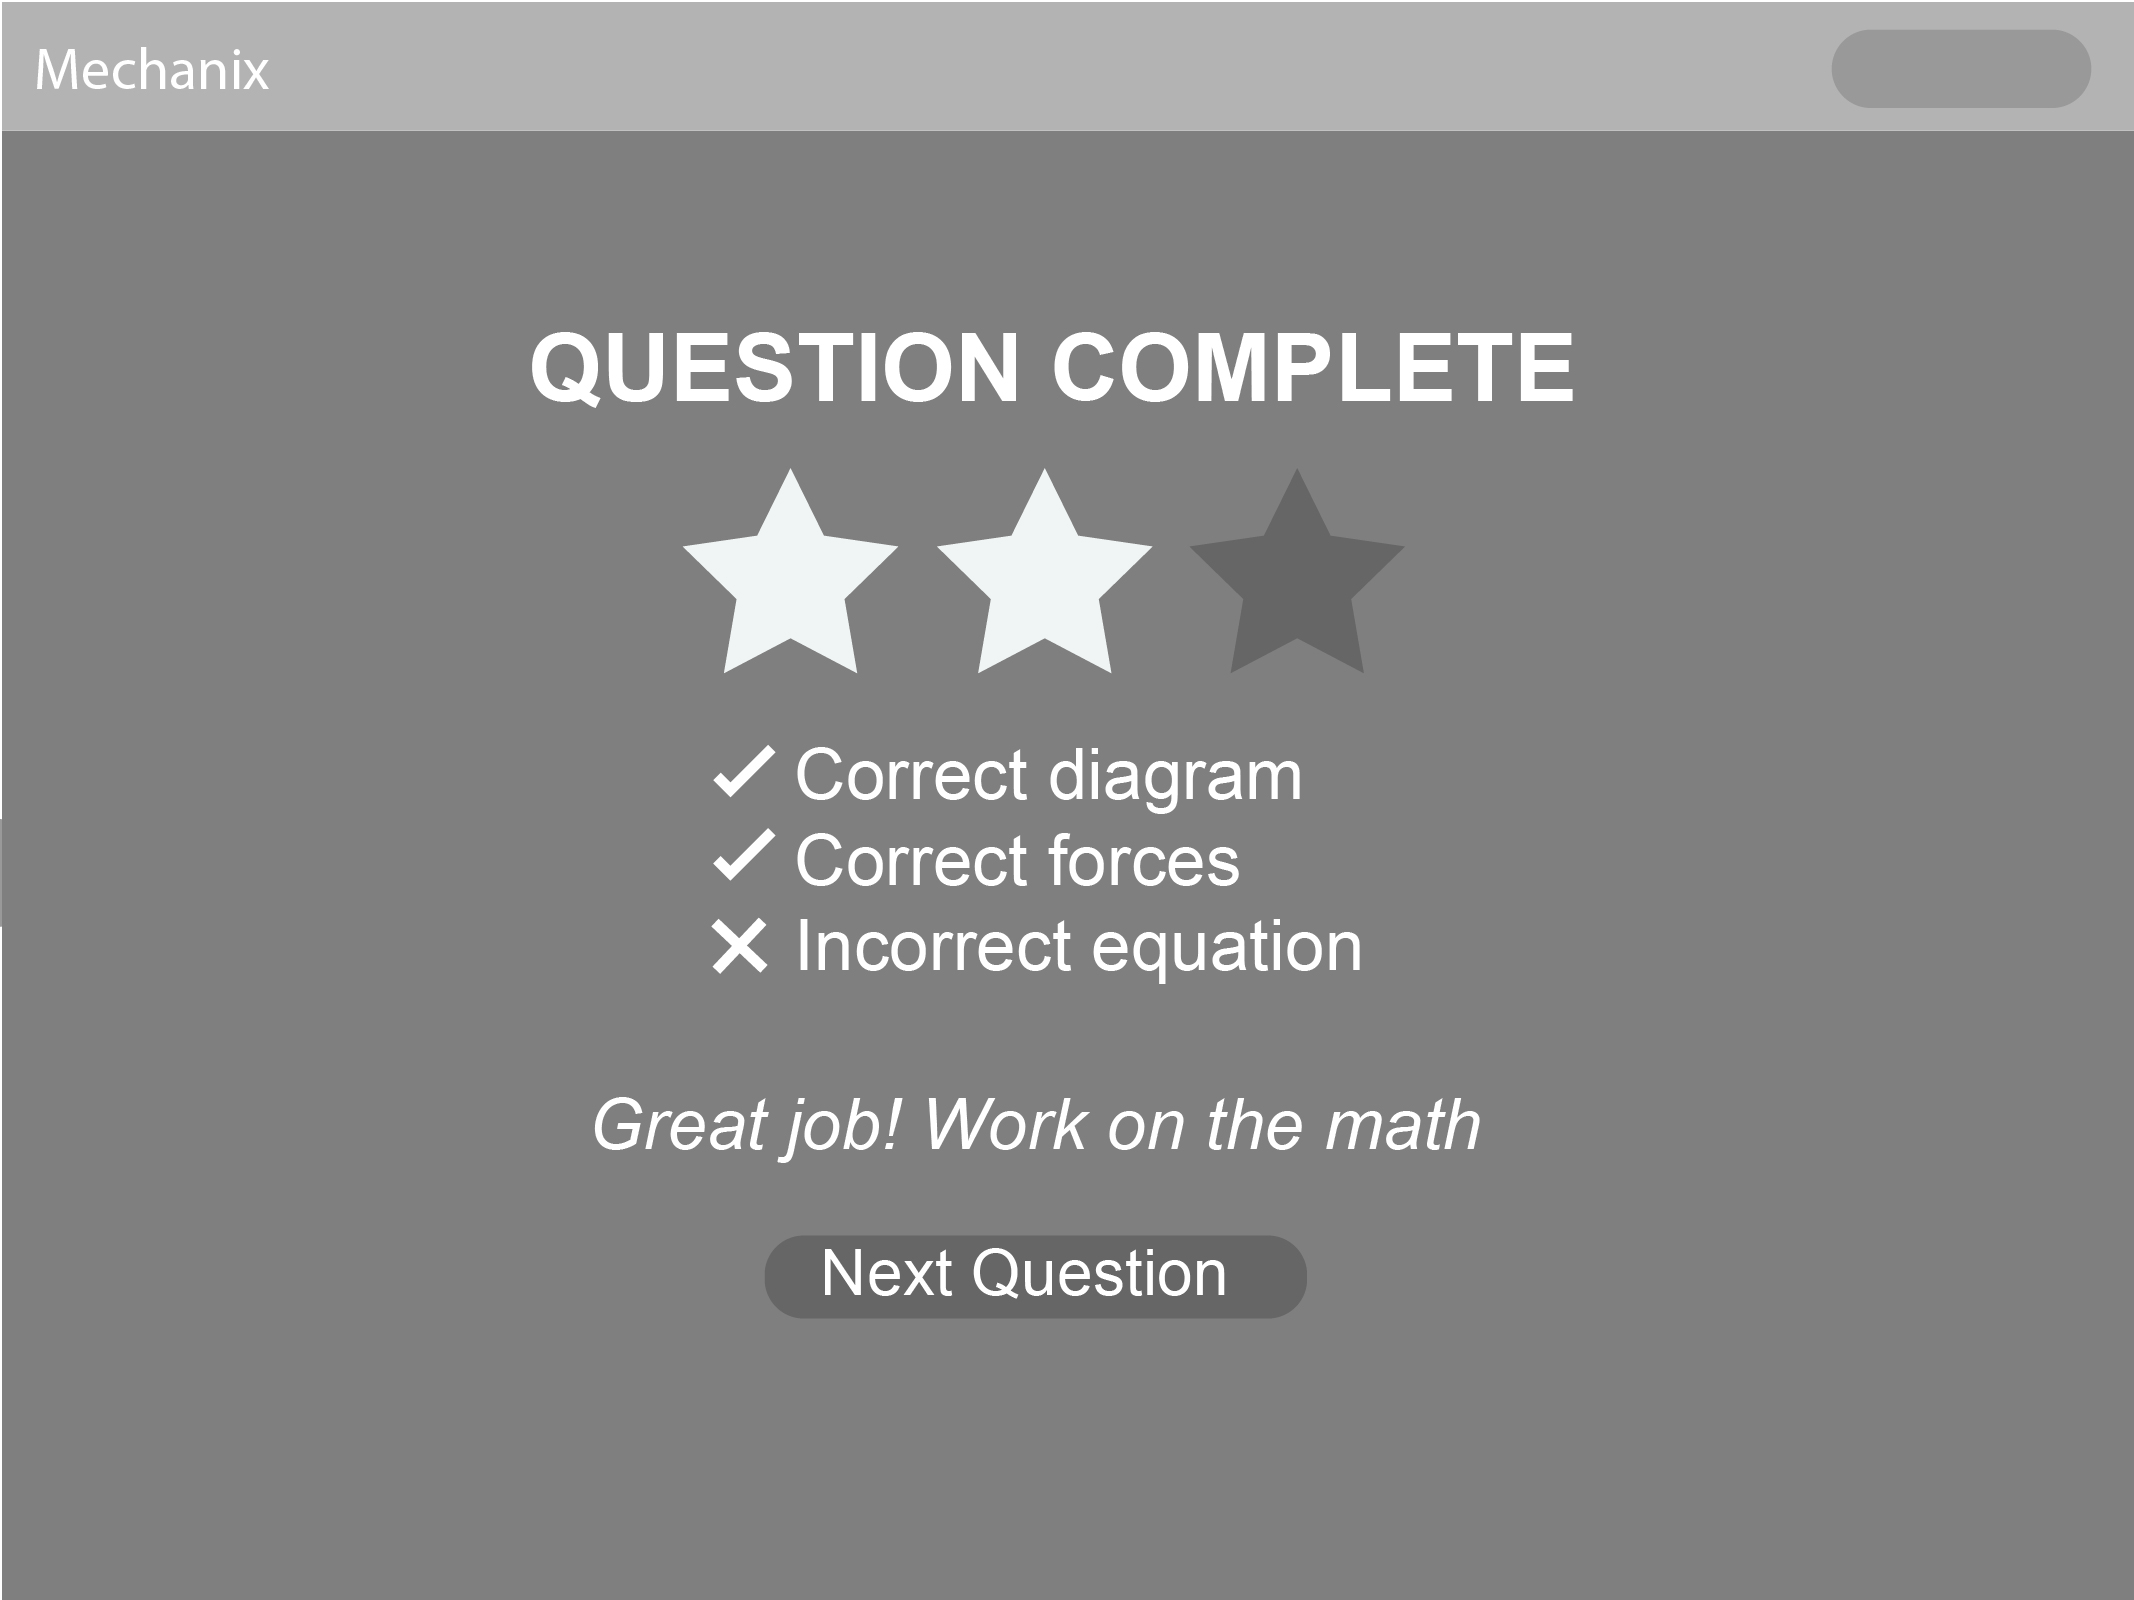 Mechanix
QUESTION COMPLETE
Correct diagram
Correct forces
Incorrect equation
Great job! Work on the math
Next Question